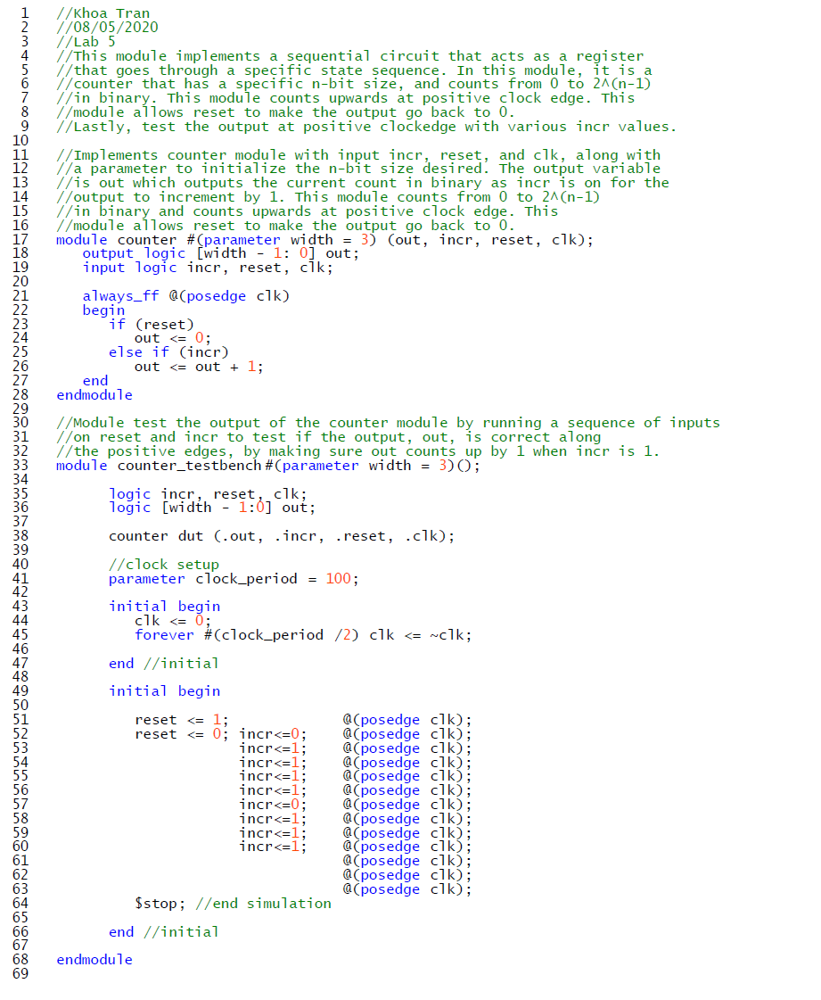 1 //Khoa Tran
2 //08/05/2020
3 //Lab 5
4 //This module implements a sequential circuit that acts as a register
5 //that goes through a specific state sequence. In this module, it is a
6 //counter that has a specific n-bit size, and counts from 0 to 2^(n-1)
7 //in binary. This module counts upwards at positive clock edge. This
8 //module allows reset to make the output go back to 0.
9 //Lastly, test the output at positive clockedge with various incr values.
10
11 //Implements counter module with input incr, reset, and clk, along with
12 //a parameter to initialize the n-bit size desired. The output variable
13 //is out which outputs the current count in binary as incr is on for the
14 //output to increment by 1. This module counts from 0 to 2^(n-1)
15 //in binary and counts upwards at positive clock edge. This
16 //module allows reset to make the output go back to 0.
17 module counter #(parameter width = 3) (out, incr, reset, clk);
18    output logic [width - 1: 0] out;
19    input logic incr, reset, clk;
20
21    always_ff @(posedge clk)
22    begin
23       if (reset)
24          out <= 0;
25       else if (incr)
26          out <= out + 1;
27    end
28 endmodule
29
30 //Module test the output of the counter module by running a sequence of inputs
31 //on reset and incr to test if the output, out, is correct along
32 //the positive edges, by making sure out counts up by 1 when incr is 1.
33 module counter_testbench#(parameter width = 3)();
34
35       logic incr, reset, clk;
36       logic [width - 1:0] out;
37
38       counter dut (.out, .incr, .reset, .clk);
39
40       //clock setup
41       parameter clock_period = 100;
42
43       initial begin
44          clk <= 0;
45          forever #(clock_period /2) clk <= ~clk;
46
47       end //initial
48
49       initial begin
50
51          reset <= 1;             @(posedge clk);
52          reset <= 0; incr<=0;    @(posedge clk);
53                      incr<=1;    @(posedge clk);
54                      incr<=1;    @(posedge clk);
55                      incr<=1;    @(posedge clk);
56                      incr<=1;    @(posedge clk);
57                      incr<=0;    @(posedge clk);
58                      incr<=1;    @(posedge clk);
59                      incr<=1;    @(posedge clk);
60                      incr<=1;    @(posedge clk);
61                                  @(posedge clk);
62                                  @(posedge clk);
63                                  @(posedge clk);
64          $stop; //end simulation
65
66       end //initial
67
68 endmodule
69